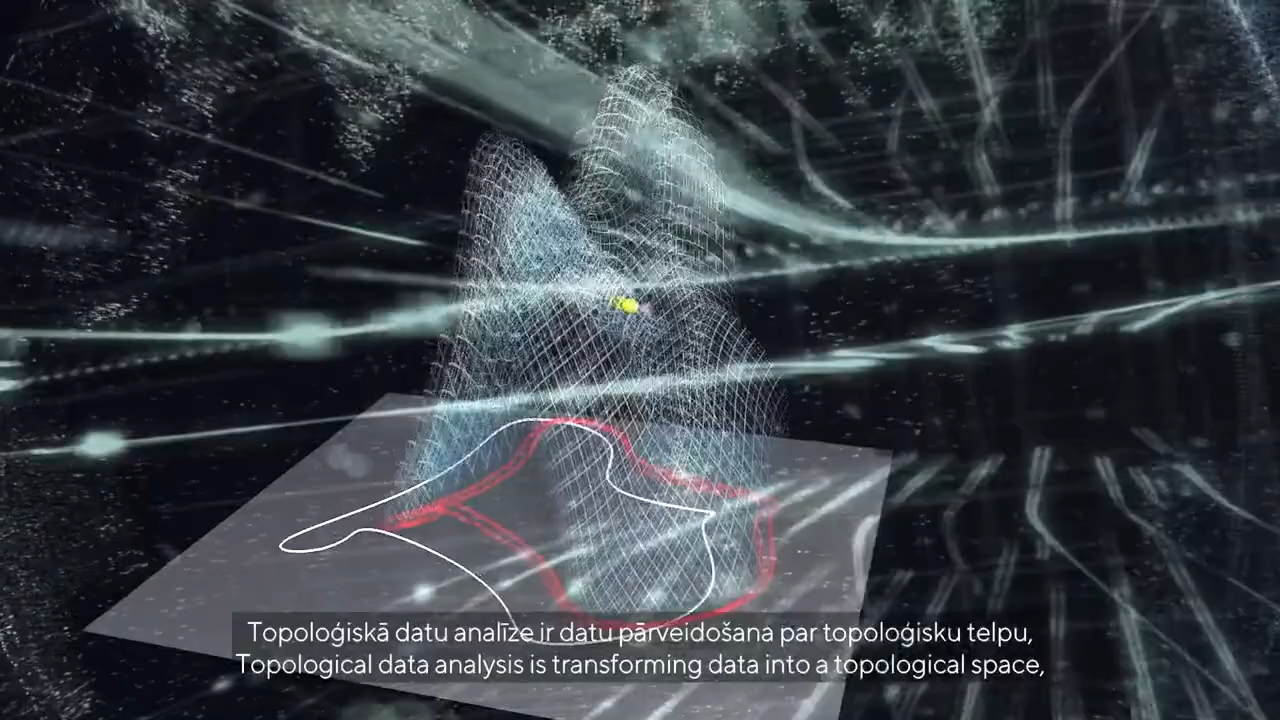 Topoloģiskā datu analīze ir datu pārveidošana par topoloģisku telpu,
Topological data analysis is transforming data into a topological space,